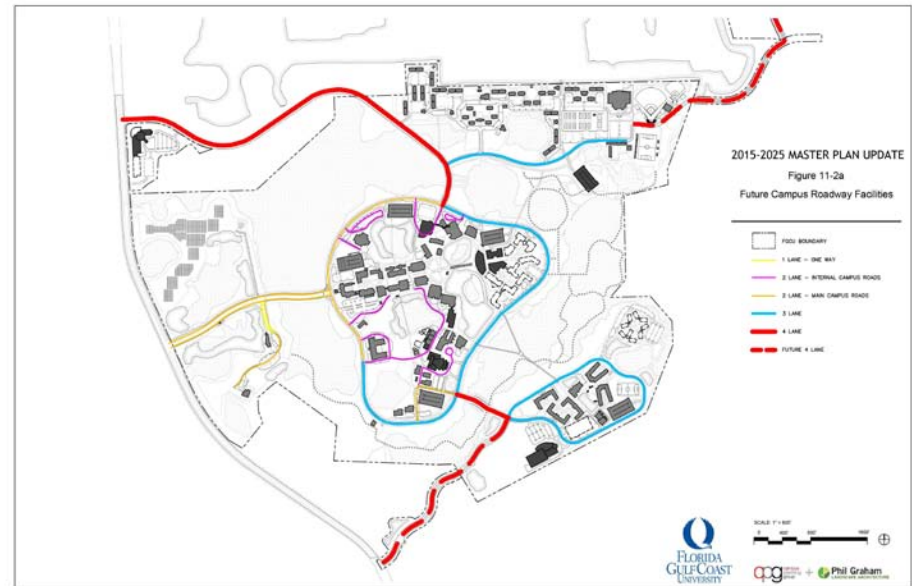 2015-2025 MASTER PLAN UPDATE
Figure 11-2a
Future Campus Roadway Facilities
FGCU BOUNDARY
1 LANE - ONE WAY
2 LANE - INTERNAL CAMPUS ROADS
2 LANE - MAIN CAMPUS ROADS
3 LANE
4 LANE
FUTURE 4 LANE
FLORIDA
GULF COAST
UNIVERSITY
0
+ Phil Graham
LANDSCAPE ARCHITECTURE